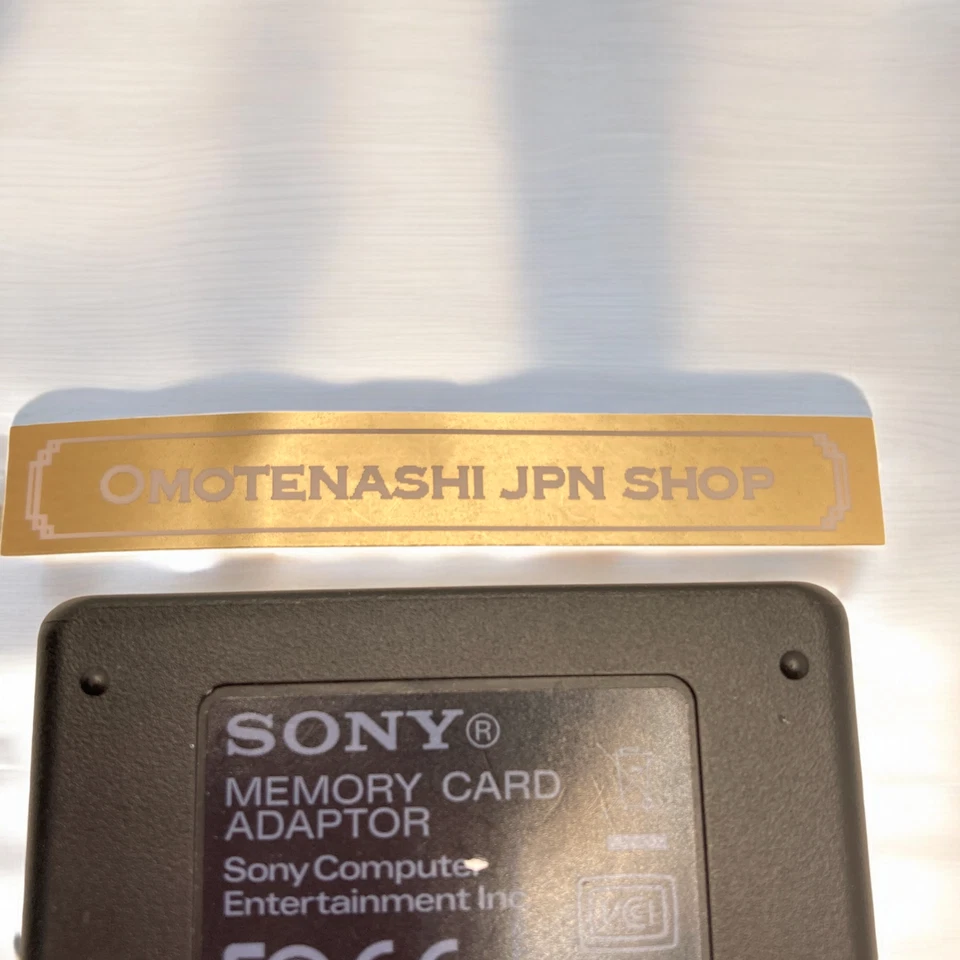 OMOTENASHI JPN SHOP
SONY®
MEMORY CARD
ADAPTOR
Sony Computer
Entertainment Inc